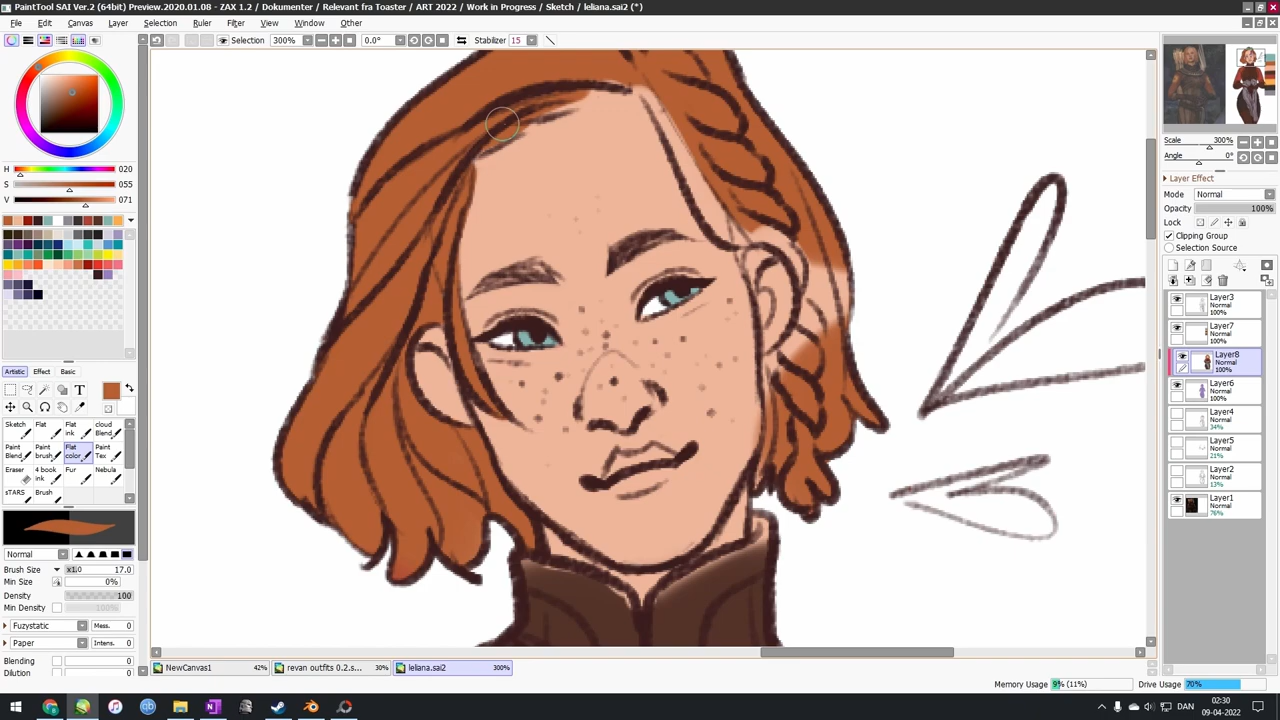 PaintTool SAI Ver.2 (64bit) Preview.2020.01.08 - ZAX 1.2 / Dokumenter / Relevant fra Toaster / ART 2022 / Work in Progress / Sketch / leliana.sai2 (*)
File Edit Canvas Layer Selection Ruler Filter View Window Other
Selection 300% 0.0° Stabilizer 15
H 020
S 055
V 071
Artistic Effect Basic
T
Sketch Flat Flat ink cloud Blend
Paint Blend Paint brush Flat color Paint Tex
Eraser 4 book ink Fur Nebula
sTARS Brush
Normal
Brush Size x1.0 17.0
Min Size 0%
Density 100
Min Density 100%
Fuzystatic Mess. 0
Paper Intens. 0
Blending 0
Dilution 0
Scale 300%
Angle 0°
Layer Effect
Mode Normal
Opacity 100%
Lock
Clipping Group
Selection Source
Layer3
Normal
100%
Layer7
Normal
100%
Layer8
Normal
100%
Layer6
Normal
100%
Layer4
Normal
34%
Layer5
Normal
21%
Layer2
Normal
13%
Layer1
Normal
76%
NewCanvas1 42% revan outfits 0.2.s... 30% leliana.sai2 300%
Memory Usage 9% (11%) Drive Usage 70%
DAN 02:30
09-04-2022